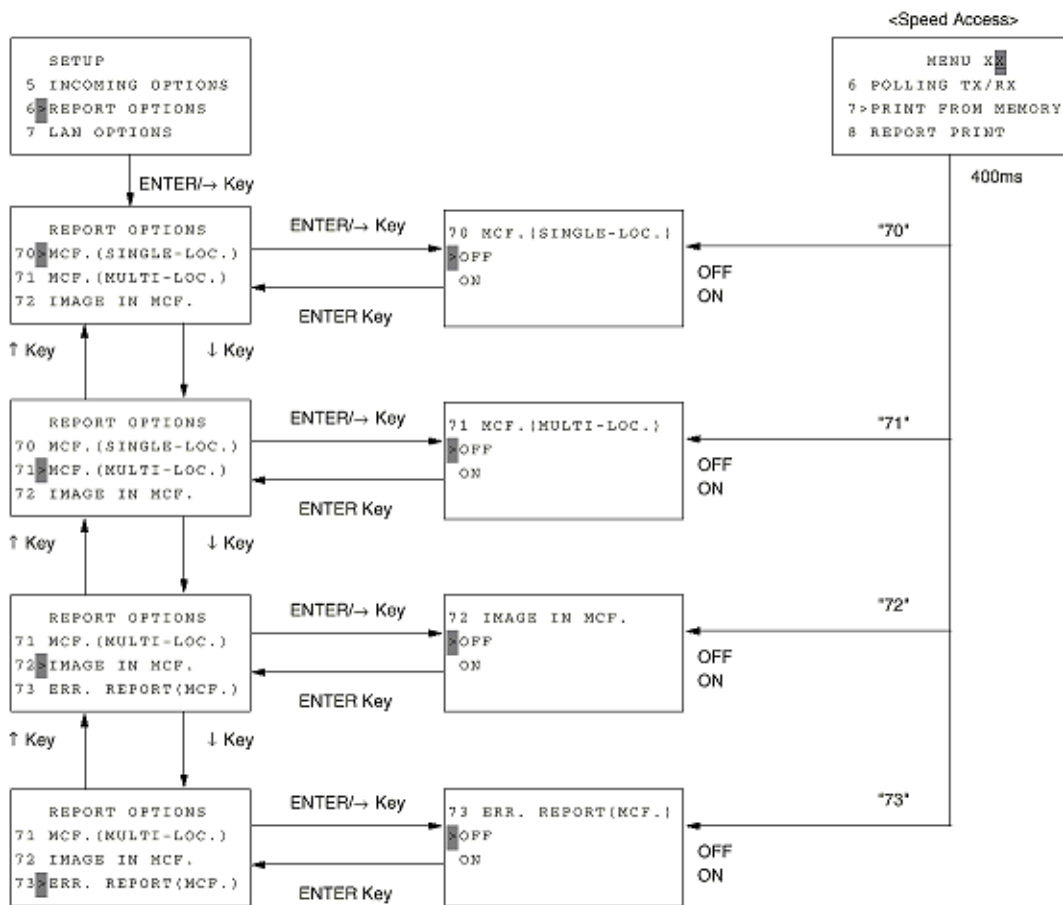 <Speed Access>
SETUP
5 INCOMING OPTIONS
6>REPORT OPTIONS
7 LAN OPTIONS
MENU XX
6 POLLING TX/RX
7>PRINT FROM MEMORY
8 REPORT PRINT
ENTER/→ Key
400ms
REPORT OPTIONS
70>MCF.(SINGLE-LOC.)
71 MCF.(MULTI-LOC.)
72 IMAGE IN MCF.
ENTER/→ Key
ENTER Key
70 MCF.(SINGLE-LOC.)
>OFF
ON
"70"
OFF
ON
↑ Key
↓ Key
REPORT OPTIONS
70 MCF.(SINGLE-LOC.)
71>MCF.(MULTI-LOC.)
72 IMAGE IN MCF.
ENTER/→ Key
ENTER Key
71 MCF.(MULTI-LOC.)
>OFF
ON
"71"
OFF
ON
↑ Key
↓ Key
REPORT OPTIONS
71 MCF.(MULTI-LOC.)
72>IMAGE IN MCF.
73 ERR. REPORT(MCF.)
ENTER/→ Key
ENTER Key
72 IMAGE IN MCF.
>OFF
ON
"72"
OFF
ON
↑ Key
↓ Key
REPORT OPTIONS
71 MCF.(MULTI-LOC.)
72 IMAGE IN MCF.
73>ERR. REPORT(MCF.)
ENTER/→ Key
ENTER Key
73 ERR. REPORT(MCF.)
>OFF
ON
"73"
OFF
ON